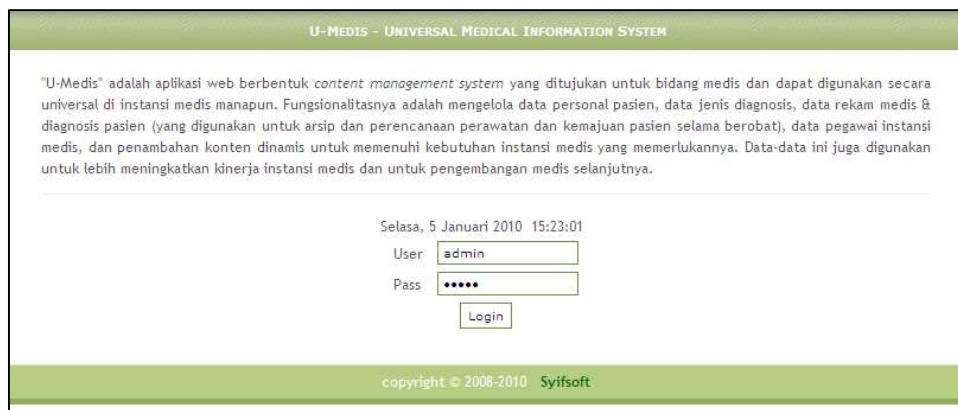 U-MEDIS - UNIVERSAL MEDICAL INFORMATION SYSTEM
"U-Medis" adalah aplikasi web berbentuk content management system yang ditujukan untuk bidang medis dan dapat digunakan secara
universal di instansi medis manapun. Fungsionalitasnya adalah mengelola data personal pasien, data jenis diagnosis, data rekam medis &
diagnosis pasien (yang digunakan untuk arsip dan perencanaan perawatan dan kemajuan pasien selama berobat), data pegawai instansi
medis, dan penambahan konten dinamis untuk memenuhi kebutuhan instansi medis yang memerlukannya. Data-data ini juga digunakan
untuk lebih meningkatkan kinerja instansi medis dan untuk pengembangan medis selanjutnya.
Selasa, 5 Januari 2010 15:23:01
User admin
Pass •••••
Login
copyright © 2008-2010 Syifsoft